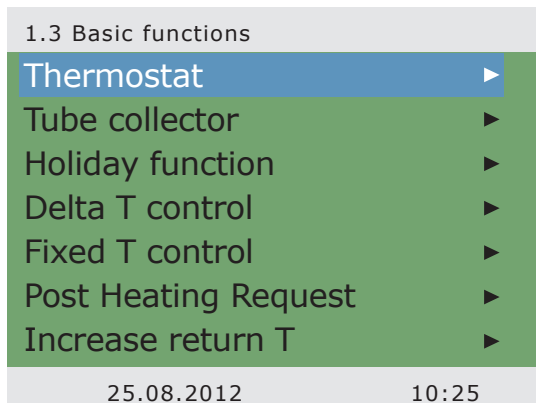 1.3 Basic functions
Thermostat
Tube collector
Holiday function
Delta T control
Fixed T control
Post Heating Request
Increase return T
25.08.2012 10:25